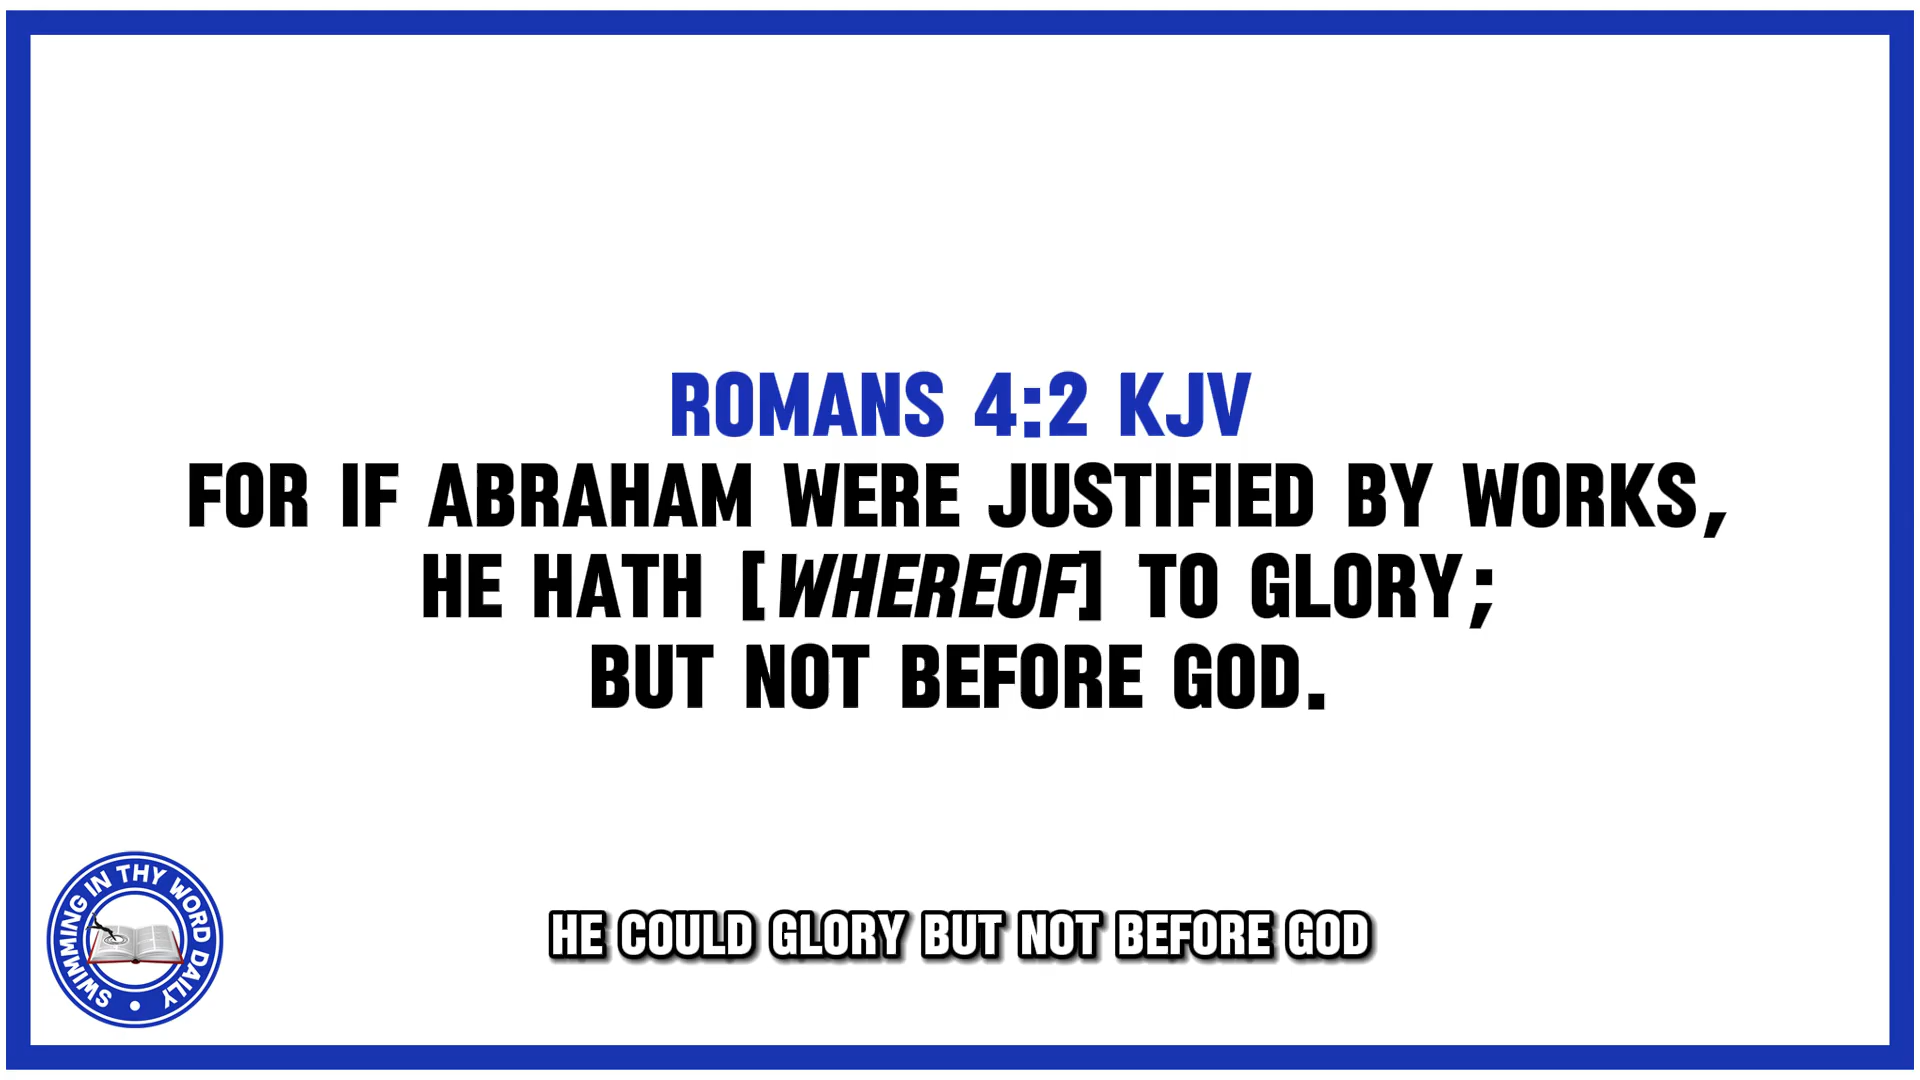 ROMANS 4:2 KJV
FOR IF ABRAHAM WERE JUSTIFIED BY WORKS,
HE HATH [WHEREOF] TO GLORY;
BUT NOT BEFORE GOD.
SWIMMING IN THY WORD DAILY •
HE COULD GLORY BUT NOT BEFORE GOD